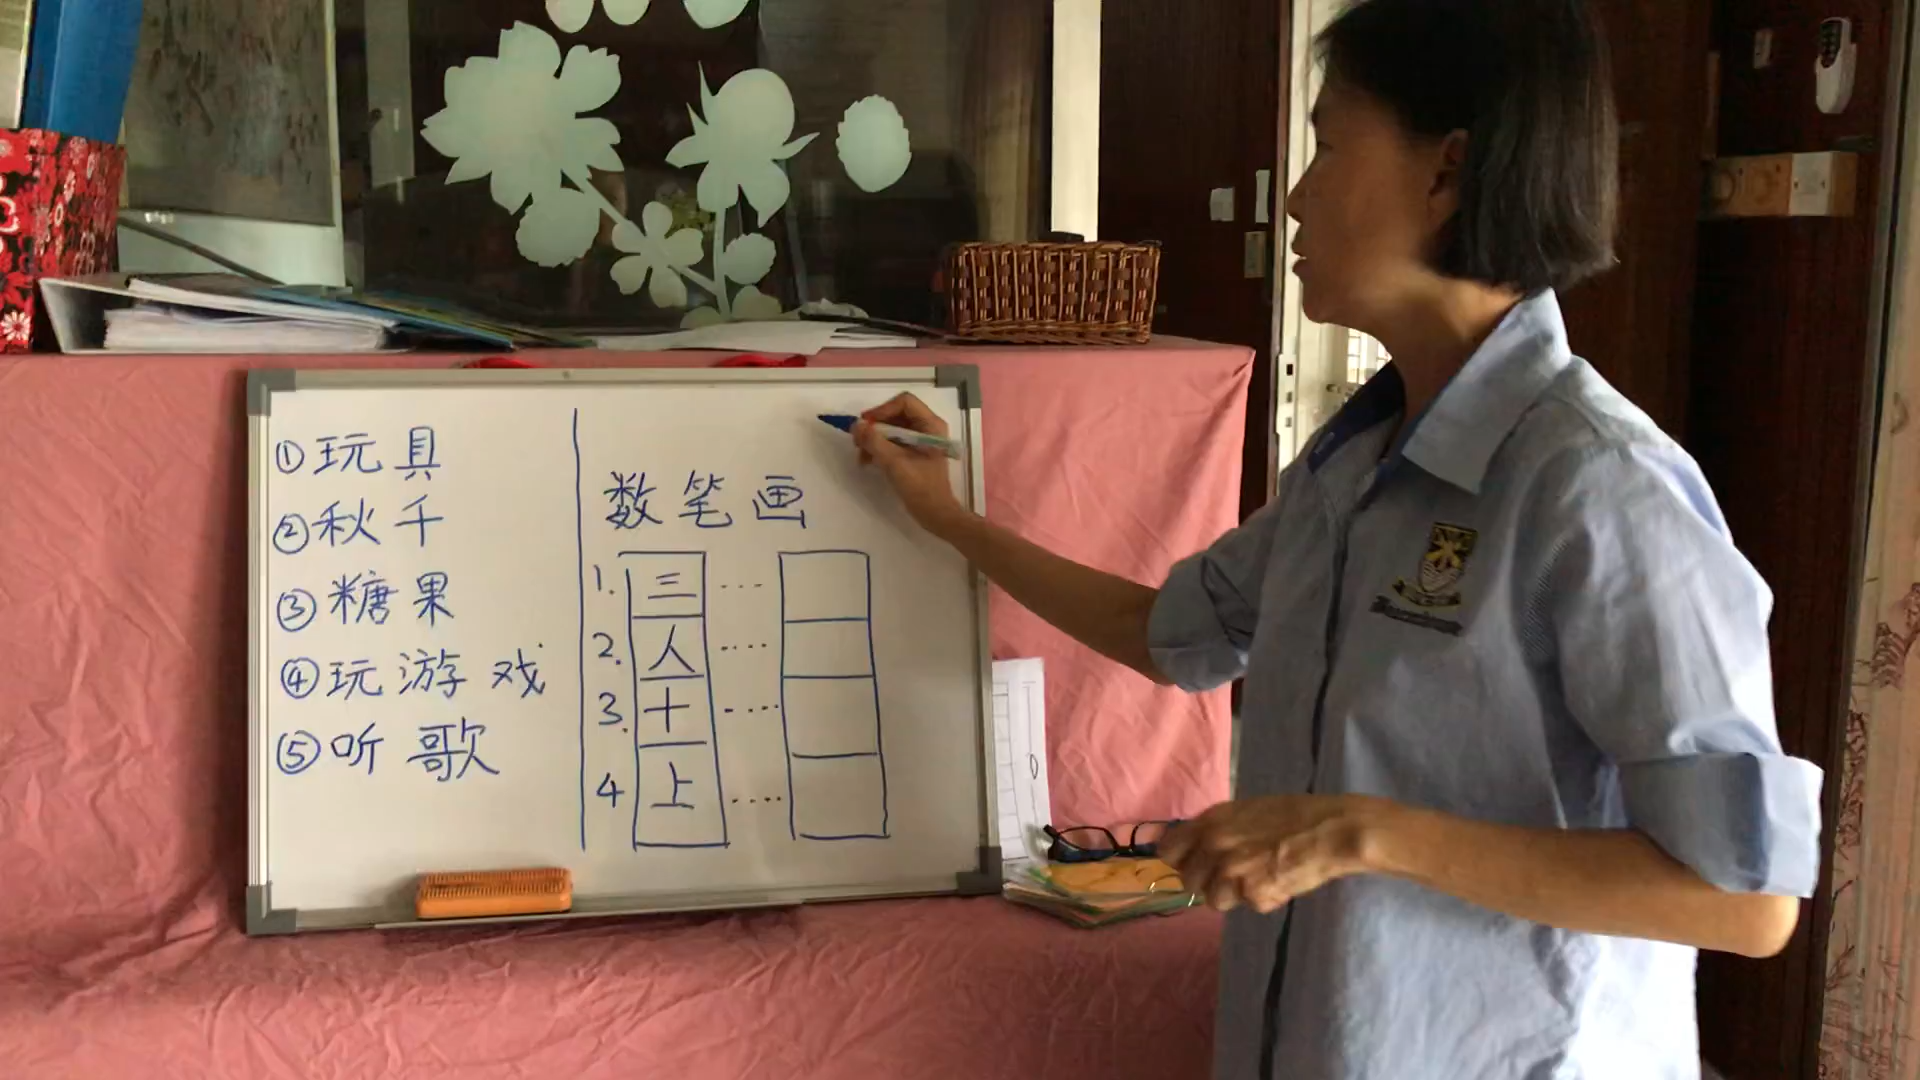 ① 玩具
② 秋千
③ 糖果
④ 玩游戏
⑤ 听歌
数笔画
1. 三 ....
2. 人 ....
3. 十 ....
4 上 ....